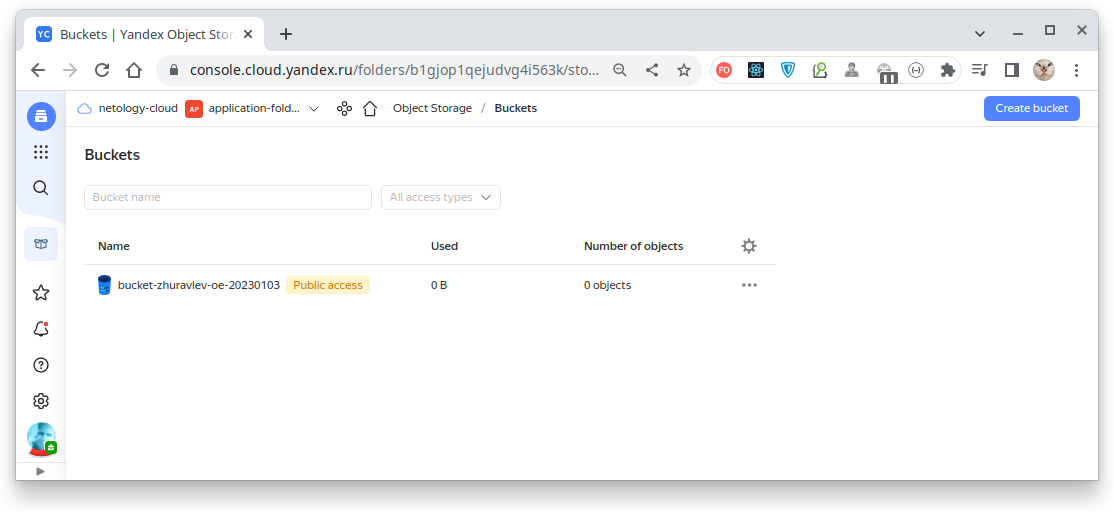 YC Buckets | Yandex Object Stor
console.cloud.yandex.ru/folders/b1gjop1qejudvg4i563k/sto... FO
netology-cloud AP application-fold... Object Storage / Buckets Create bucket
Buckets
Bucket name All access types
Name Used Number of objects
bucket-zhuravlev-oe-20230103 Public access 0 B 0 objects